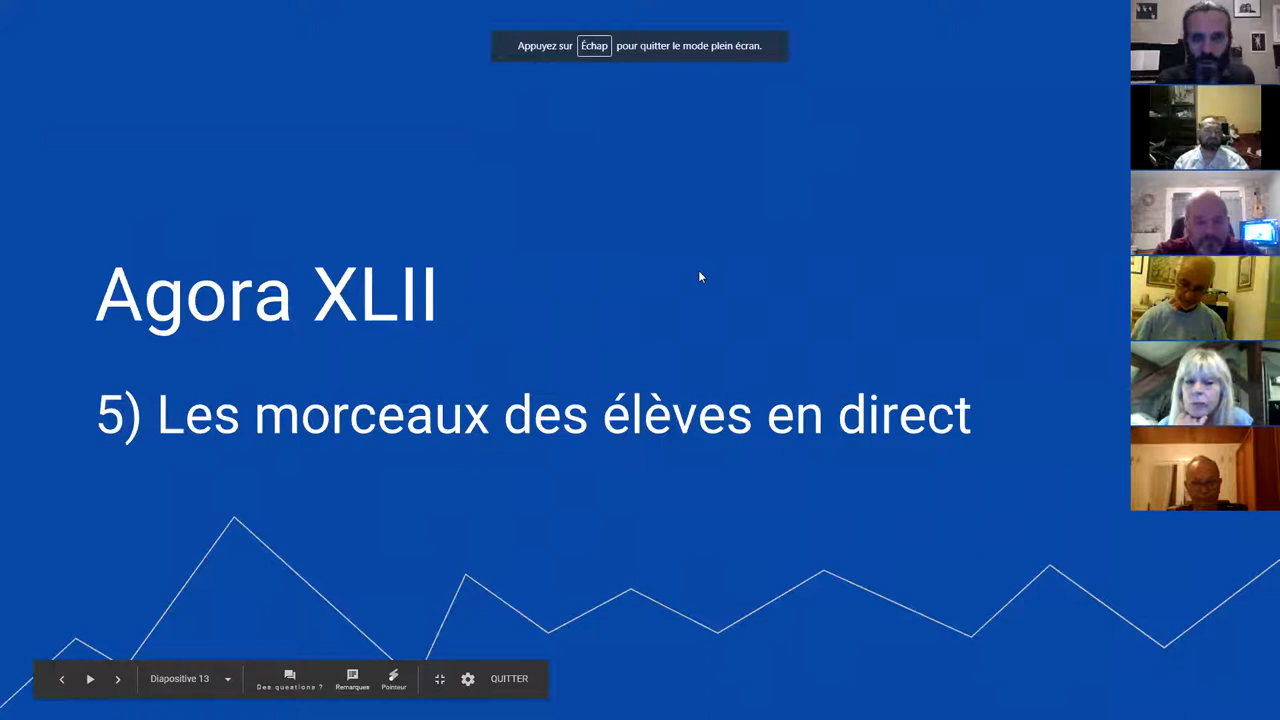 Appuyez sur Échap pour quitter le mode plein écran.
Agora XLII
5) Les morceaux des élèves en direct
Diapositive 13
Des questions ?
Remarques
Pointeur
QUITTER